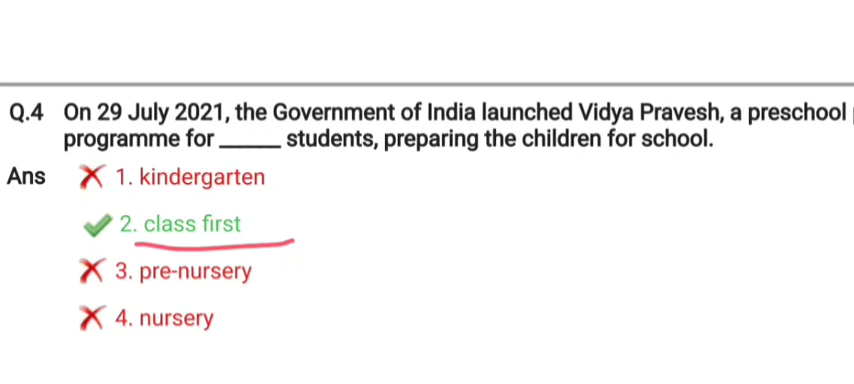 Q.4 On 29 July 2021, the Government of India launched Vidya Pravesh, a preschool
programme for ______ students, preparing the children for school.
Ans 1. kindergarten
2. class first
3. pre-nursery
4. nursery